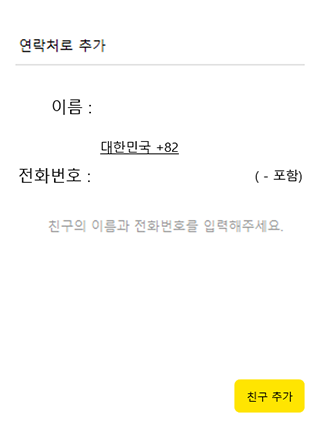 연락처로 추가
이름 :
대한민국 +82
전화번호 : ( - 포함)
친구의 이름과 전화번호를 입력해주세요.
친구 추가